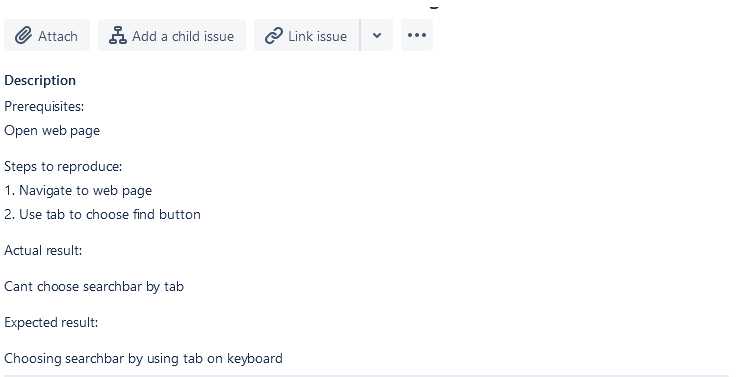 Attach Add a child issue Link issue
Description
Prerequisites:
Open web page
Steps to reproduce:
1. Navigate to web page
2. Use tab to choose find button
Actual result:
Cant choose searchbar by tab
Expected result:
Choosing searchbar by using tab on keyboard